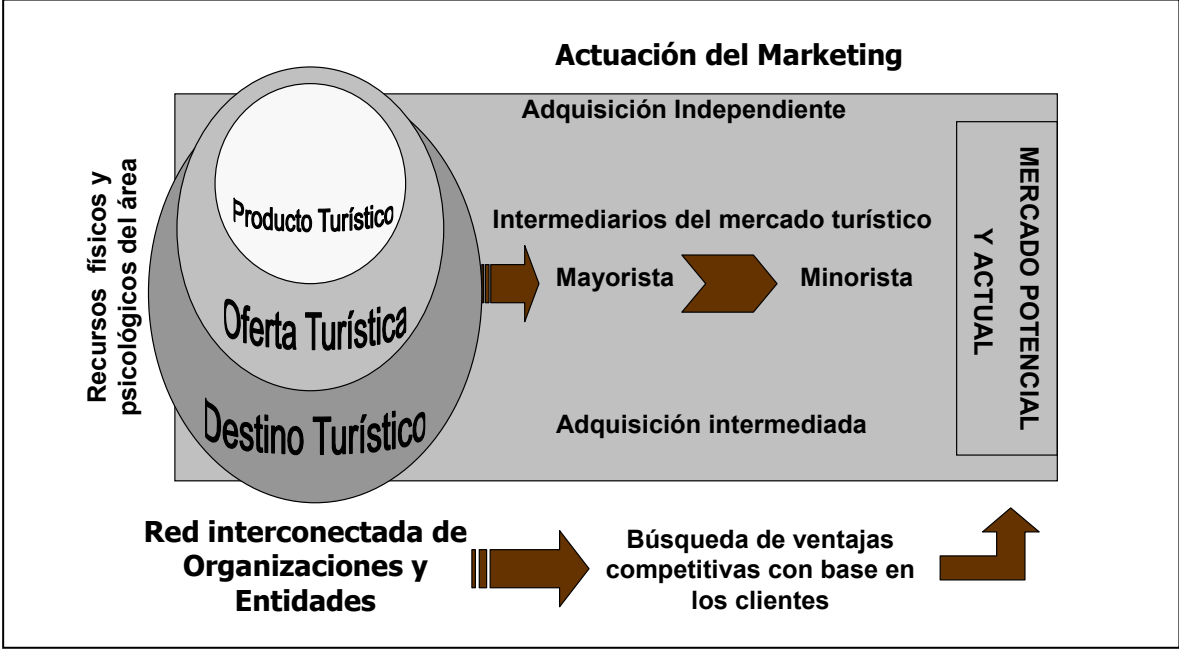 Actuación del Marketing
Adquisición Independiente
Recursos físicos y
psicológicos del área
Producto Turístico
Oferta Turística
Destino Turístico
Intermediarios del mercado turístico
Mayorista
Minorista
Adquisición intermediada
MERCADO POTENCIAL
Y ACTUAL
Red interconectada de
Organizaciones y
Entidades
Búsqueda de ventajas
competitivas con base en
los clientes